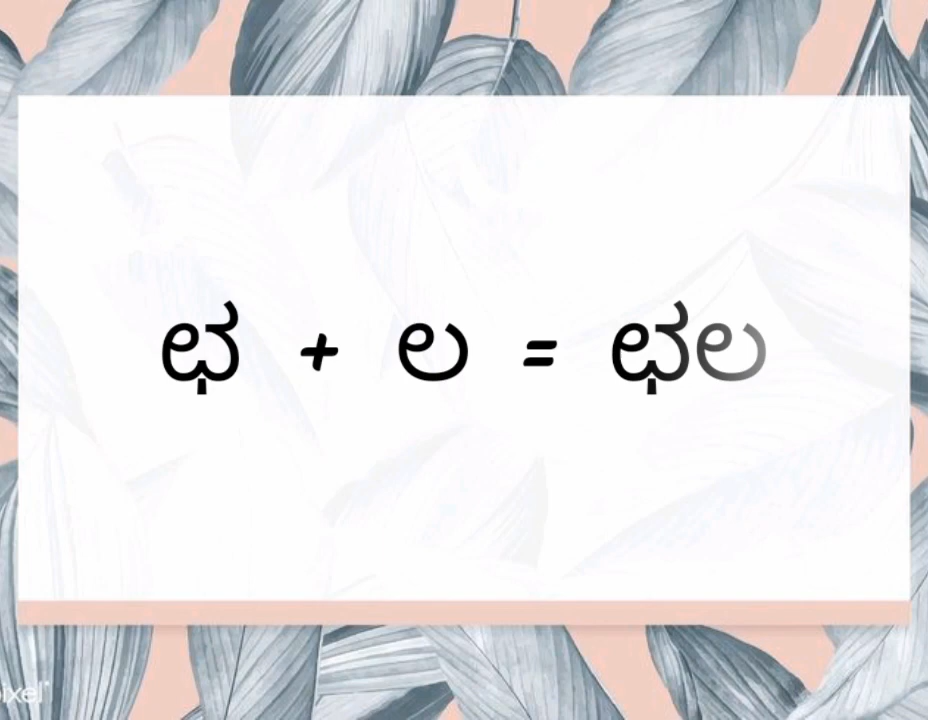 ಛ + ಲ = ಛಲ